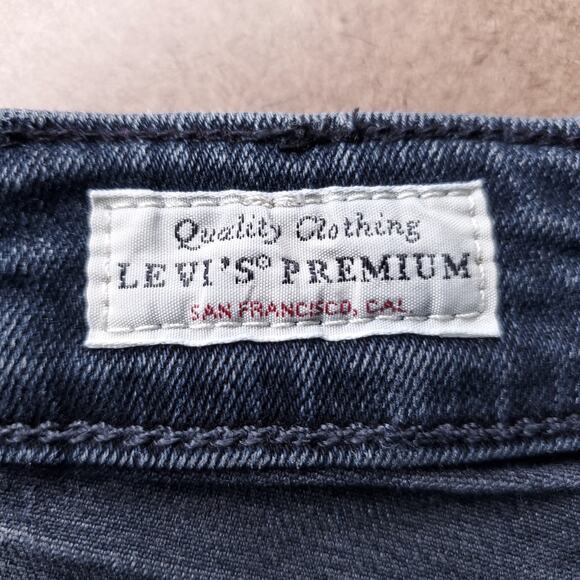 Quality Clothing
LEVI'S® PREMIUM
SAN FRANCISCO, CAL